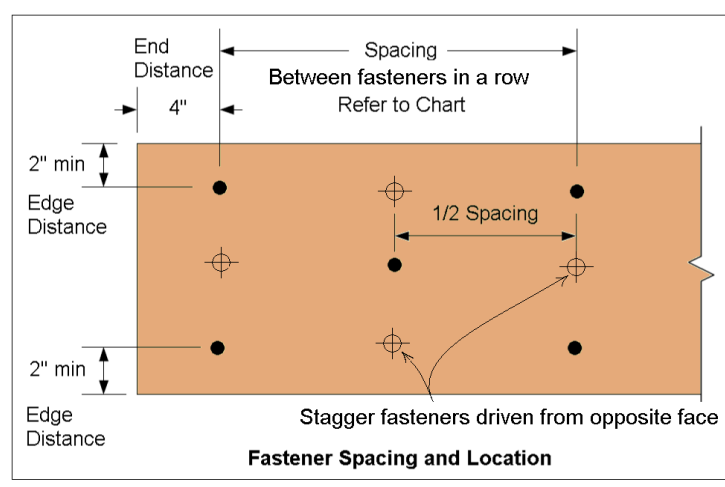 End
Distance
Spacing
Between fasteners in a row
Refer to Chart
4"
2" min
Edge
Distance
1/2 Spacing
2" min
Edge
Distance
Stagger fasteners driven from opposite face
Fastener Spacing and Location